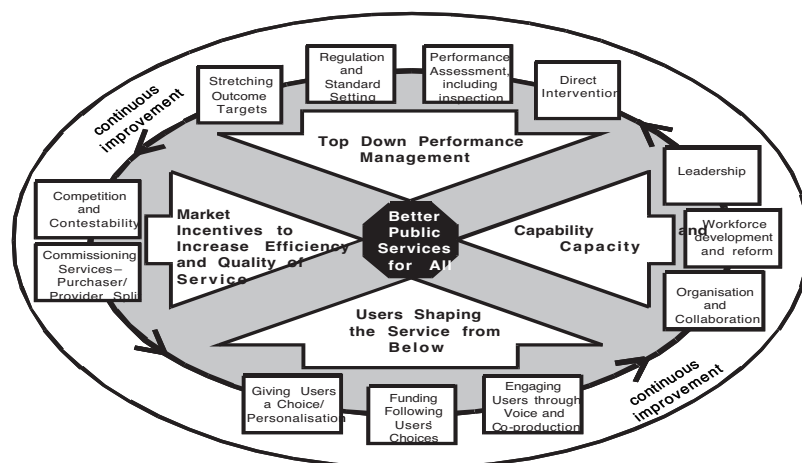 continuous
improvement
Stretching
Outcome
Targets
Regulation
and
Standard
Setting
Performance
Assessment,
including
inspection
Direct
Intervention
Top Down Performance
Management
Competition
and
Contestability
Commissioning
Services–
Purchaser/
Provider Spli
Market
Incentives to
Increase Efficiency
and Quality of
Service
Better
Public
Services
for All
Capability and
Capacity
Leadership
Workforce
development
and reform
Organisation
and
Collaboration
Users Shaping
the Service from
Below
Giving Users
a Choice/
Personalisation
Funding
Following
Users'
Choices
Engaging
Users through
Voice and
Co-production
continuous
improvement